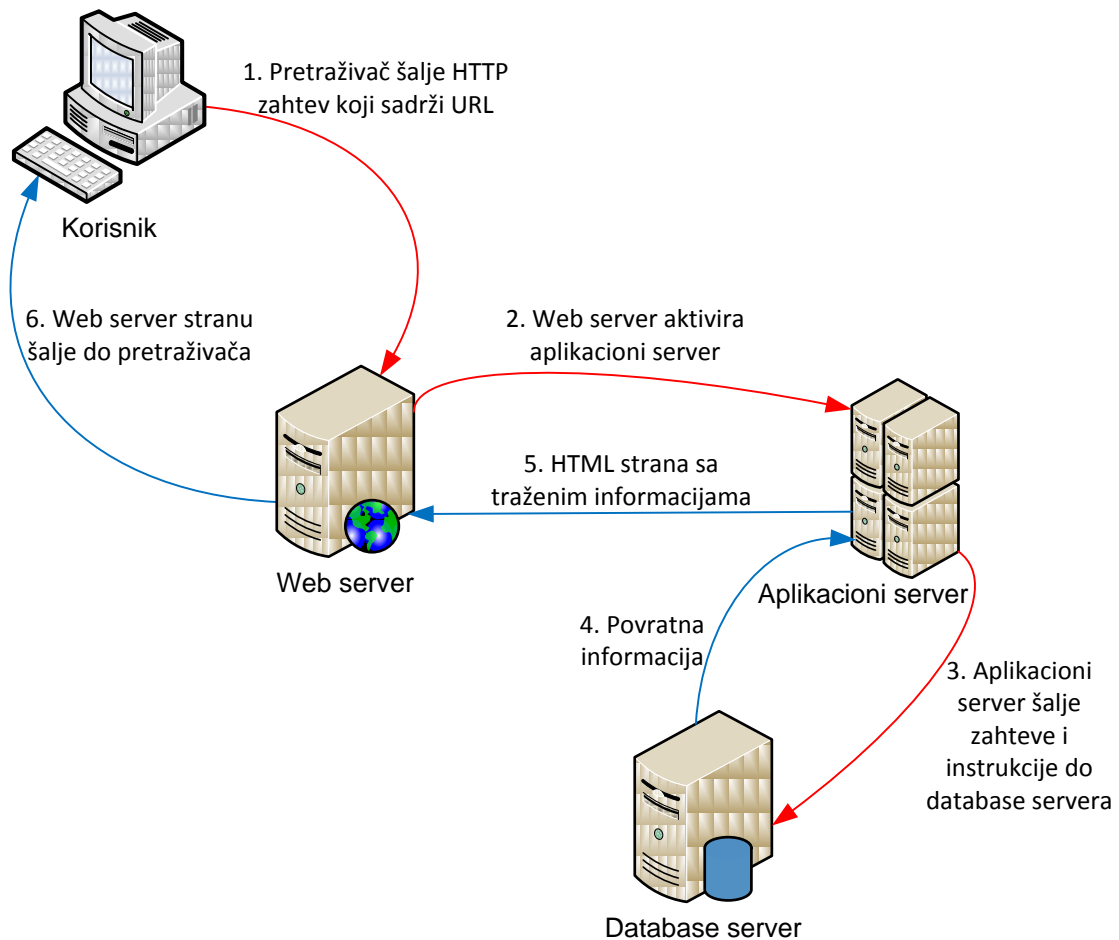 1. Pretraživač šalje HTTP
zahtev koji sadrži URL
Korisnik
6. Web server stranu
šalje do pretraživača
2. Web server aktivira
aplikacioni server
5. HTML strana sa
traženim informacijama
Web server
Aplikacioni server
4. Povratna
informacija
3. Aplikacioni
server šalje
zahteve i
instrukcije do
database servera
Database server